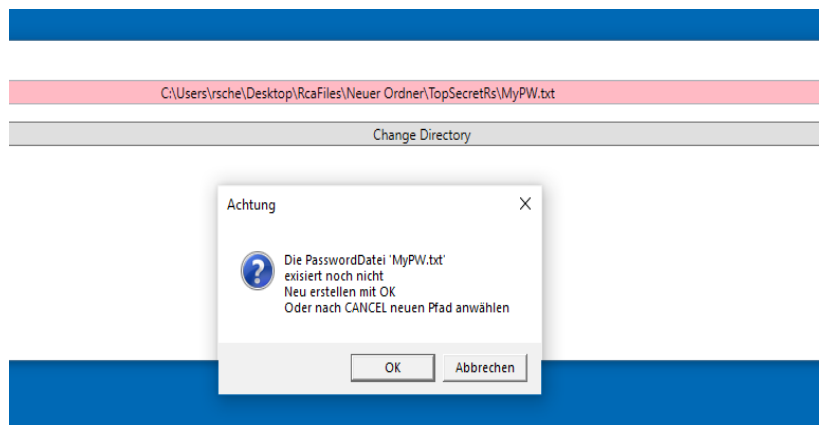 C:\Users\rsche\Desktop\RcaFiles\Neuer Ordner\TopSecretRs\MyPW.txt
Change Directory
Achtung
Die PasswordDatei 'MyPW.txt'
exisiert noch nicht
Neu erstellen mit OK
Oder nach CANCEL neuen Pfad anwählen
OK
Abbrechen